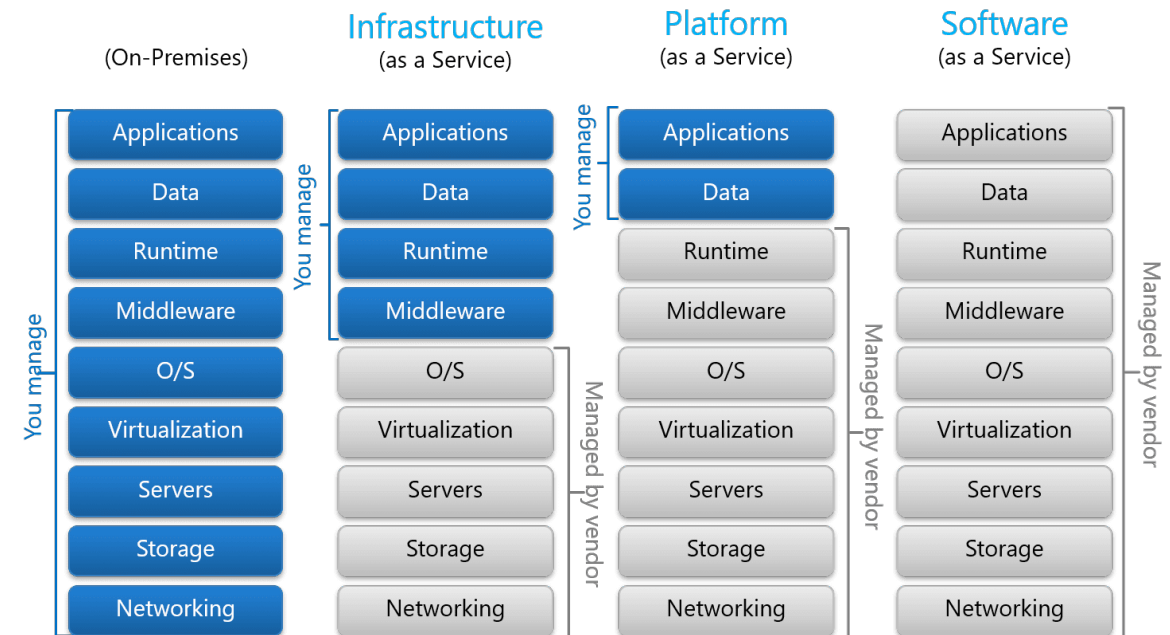 (On-Premises)
Infrastructure
(as a Service)
Platform
(as a Service)
Software
(as a Service)
You manage
Applications
Data
Runtime
Middleware
O/S
Virtualization
Servers
Storage
Networking
You manage
Applications
Data
Runtime
Middleware
O/S
Virtualization
Servers
Storage
Networking
Managed by vendor
You manage
Applications
Data
Runtime
Middleware
O/S
Virtualization
Servers
Storage
Networking
Managed by vendor
Applications
Data
Runtime
Middleware
O/S
Virtualization
Servers
Storage
Networking
Managed by vendor